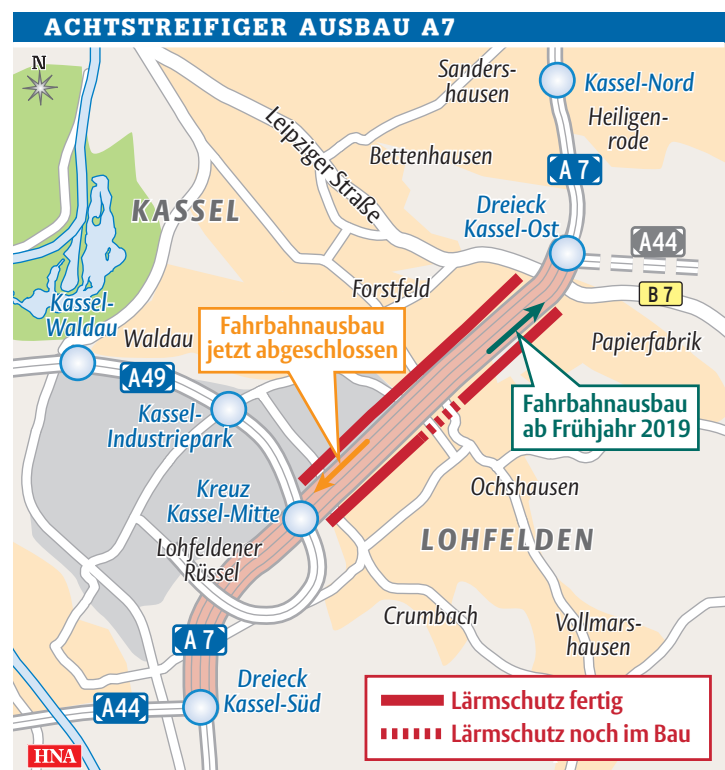 ACHTSTREIFIGER AUSBAU A7
N
Sanders-
hausen
Kassel-Nord
Heiligen-
rode
Leipziger Straße
Bettenhausen
A 7
KASSEL
Dreieck
Kassel-Ost
A44
B 7
Kassel-
Waldau
Forstfeld
Waldau
Fahrbahnausbau
jetzt abgeschlossen
Papierfabrik
A49
Kassel-
Industriepark
Fahrbahnausbau
ab Frühjahr 2019
Kreuz
Kassel-Mitte
Ochshausen
LOHFELDEN
Lohfeldener
Rüssel
Crumbach
Vollmars-
hausen
A 7
Dreieck
Kassel-Süd
A44
Lärmschutz fertig
Lärmschutz noch im Bau
HNA